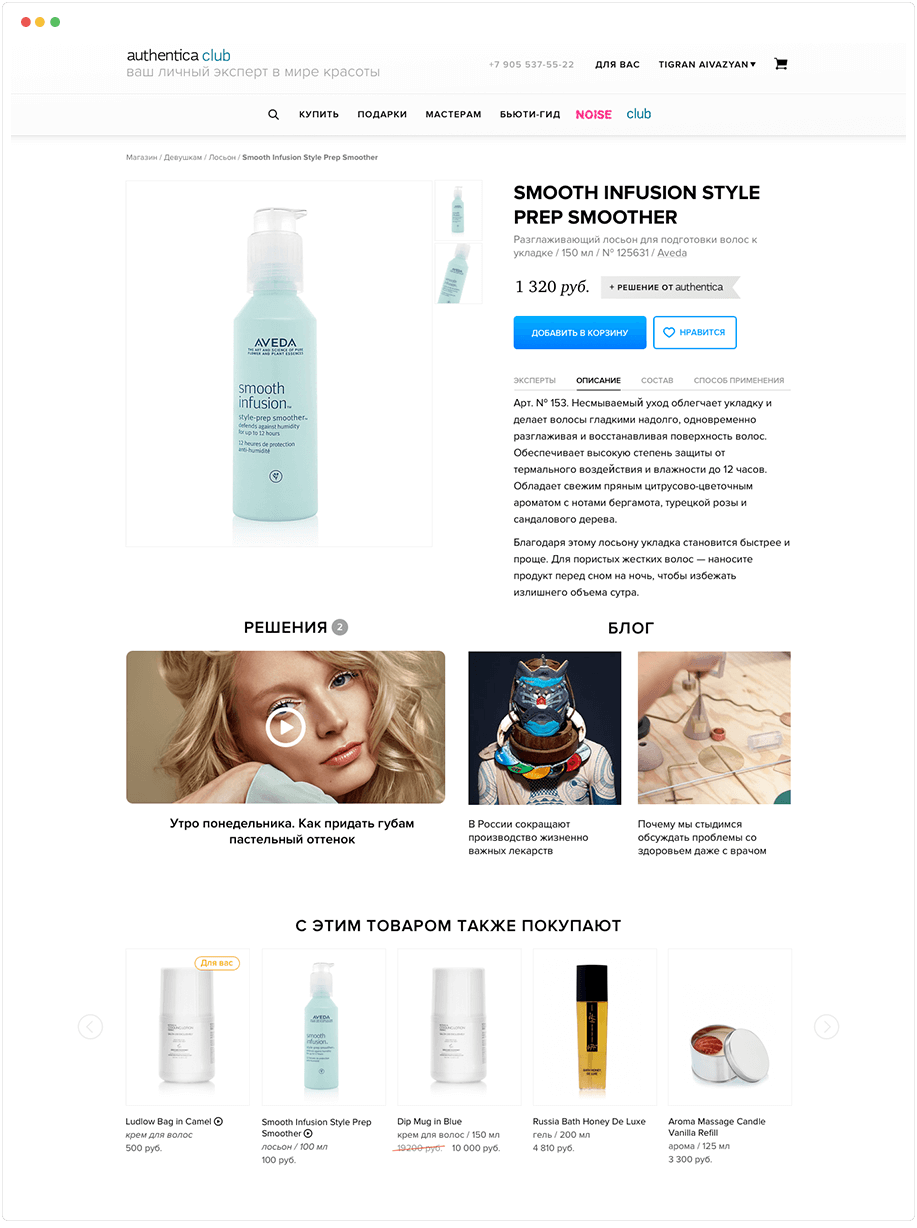 authentica club
ваш личный эксперт в мире красоты
+7 905 537-55-22
ДЛЯ ВАС
TIGRAN AIVAZYAN
КУПИТЬ ПОДАРКИ МАСТЕРАМ БЬЮТИ-ГИД NOISE club
Магазин / Девушкам / Лосьон / Smooth Infusion Style Prep Smoother
AVEDA
THE ART AND SCIENCE OF PURE
FLOWER AND PLANT ESSENCES
smooth
infusion™
style-prep smoother™
defends against humidity
for up to 12 hours
12 heures de protection
anti-humidité
SMOOTH INFUSION STYLE
PREP SMOOTHER
Разглаживающий лосьон для подготовки волос к
укладке / 150 мл / № 125631 / Aveda
1 320 руб.
+ РЕШЕНИЕ ОТ authentica
ДОБАВИТЬ В КОРЗИНУ
НРАВИТСЯ
ЭКСПЕРТЫ ОПИСАНИЕ СОСТАВ СПОСОБ ПРИМЕНЕНИЯ
Арт. № 153. Несмываемый уход облегчает укладку и
делает волосы гладкими надолго, одновременно
разглаживая и восстанавливая поверхность волос.
Обеспечивает высокую степень защиты от
термального воздействия и влажности до 12 часов.
Обладает свежим пряным цитрусово-цветочным
ароматом с нотами бергамота, турецкой розы и
сандалового дерева.
Благодаря этому лосьону укладка становится быстрее и
проще. Для пористых жестких волос — наносите
продукт перед сном на ночь, чтобы избежать
излишнего объема сутра.
РЕШЕНИЯ 2
Утро понедельника. Как придать губам
пастельный оттенок
БЛОГ
В России сокращают
производство жизненно
важных лекарств
Почему мы стыдимся
обсуждать проблемы со
здоровьем даже с врачом
С ЭТИМ ТОВАРОМ ТАКЖЕ ПОКУПАЮТ
Для вас
Ludlow Bag in Camel
крем для волос
500 руб.
AVEDA
smooth
infusion™
Smooth Infusion Style Prep
Smoother
лосьон / 100 мл
100 руб.
Dip Mug in Blue
крем для волос / 150 мл
19200 руб. 10 000 руб.
Russia Bath Honey De Luxe
гель / 200 мл
4 810 руб.
Aroma Massage Candle
Vanilla Refill
арома / 125 мл
3 300 руб.